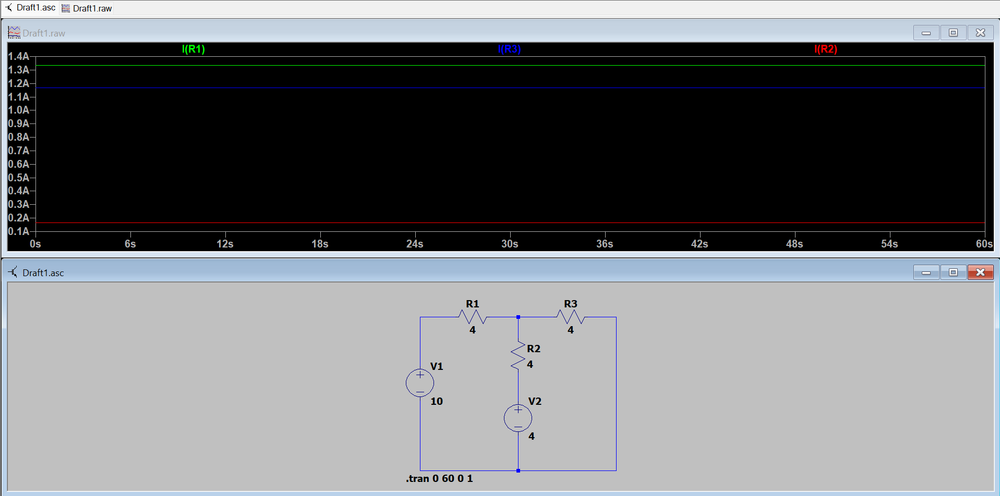 Draft1.asc Draft1.raw
Draft1.raw
I(R1) I(R3) I(R2)
1.4A
1.3A
1.2A
1.1A
1.0A
0.9A
0.8A
0.7A
0.6A
0.5A
0.4A
0.3A
0.2A
0.1A
0s 6s 12s 18s 24s 30s 36s 42s 48s 54s 60s
Draft1.asc
R1 R3
4 4
R2
4
V1
10
V2
4
.tran 0 60 0 1